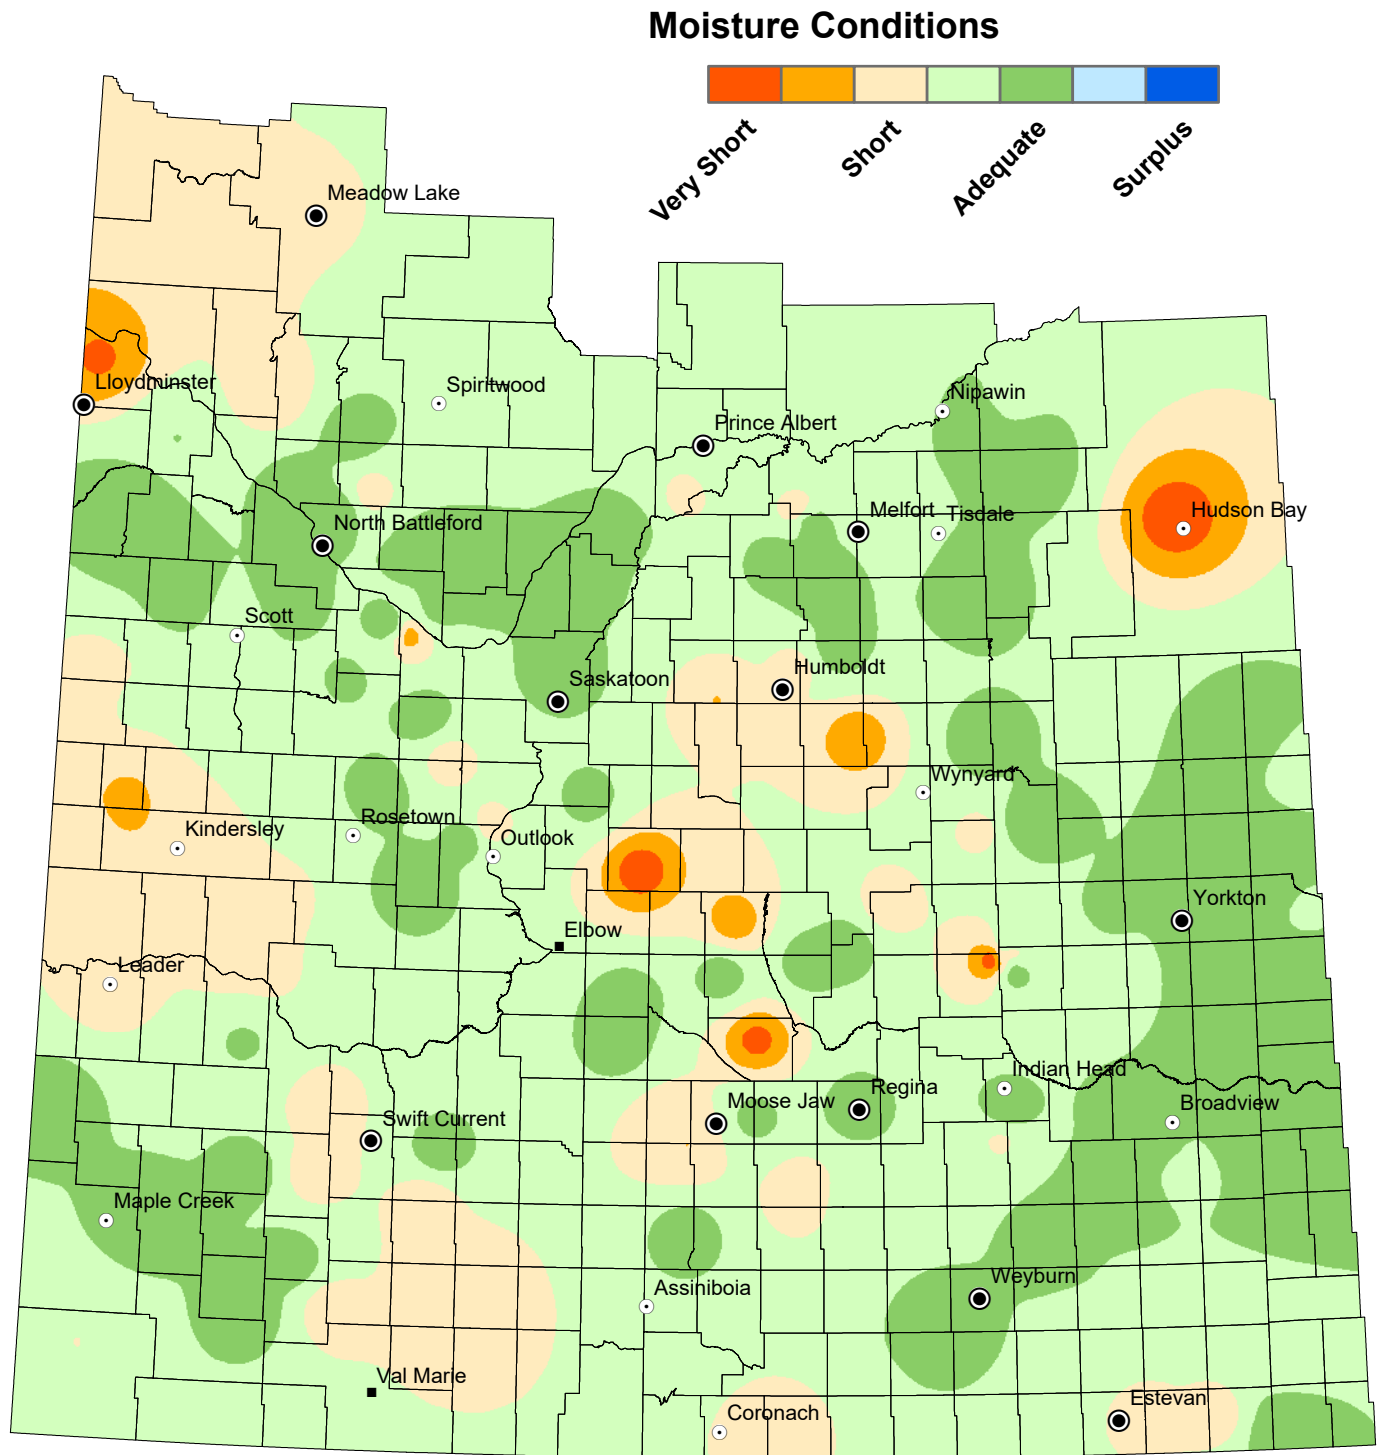 Moisture Conditions
Very Short
Short
Adequate
Surplus
Meadow Lake
Lloydminster
Spiritwood
Nipawin
Prince Albert
North Battleford
Melfort
Tisdale
Hudson Bay
Scott
Saskatoon
Humboldt
Wynyard
Kindersley
Rosetown
Outlook
Yorkton
Elbow
Leader
Indian Head
Regina
Moose Jaw
Broadview
Swift Current
Maple Creek
Weyburn
Assiniboia
Val Marie
Estevan
Coronach